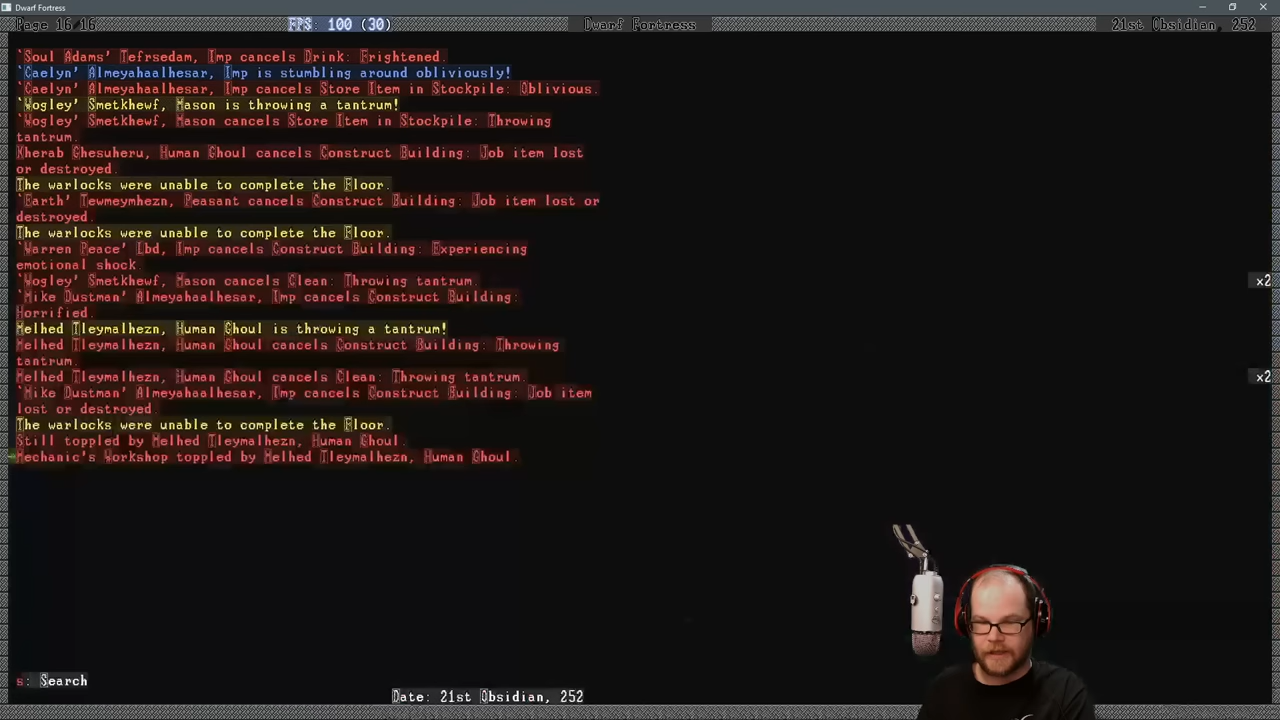 Dwarf Fortress
Page 16/16 FPS: 100 (30) Dwarf Fortress 21st Obsidian, 252
`Soul Adams' Tefrsedam, Imp cancels Drink: Frightened.
`Caelyn' Almeyahaalhesar, Imp is stumbling around obliviously!
`Caelyn' Almeyahaalhesar, Imp cancels Store Item in Stockpile: Oblivious.
`Wogley' Smetkhewf, Mason is throwing a tantrum!
`Wogley' Smetkhewf, Mason cancels Store Item in Stockpile: Throwing
tantrum.
Kherab Ghesuheru, Human Ghoul cancels Construct Building: Job item lost
or destroyed.
The warlocks were unable to complete the Floor.
`Earth' Tewmeymhezn, Peasant cancels Construct Building: Job item lost or
destroyed.
The warlocks were unable to complete the Floor.
`Warren Peace' Lbd, Imp cancels Construct Building: Experiencing
emotional shock.
`Wogley' Smetkhewf, Mason cancels Clean: Throwing tantrum. x2
`Mike Dustman' Almeyahaalhesar, Imp cancels Construct Building:
Horrified.
Melhed Tleymalhezn, Human Ghoul is throwing a tantrum!
Melhed Tleymalhezn, Human Ghoul cancels Construct Building: Throwing
tantrum.
Melhed Tleymalhezn, Human Ghoul cancels Clean: Throwing tantrum. x2
`Mike Dustman' Almeyahaalhesar, Imp cancels Construct Building: Job item
lost or destroyed.
The warlocks were unable to complete the Floor.
Still toppled by Melhed Tleymalhezn, Human Ghoul.
Mechanic's Workshop toppled by Melhed Tleymalhezn, Human Ghoul.
s: Search
Date: 21st Obsidian, 252